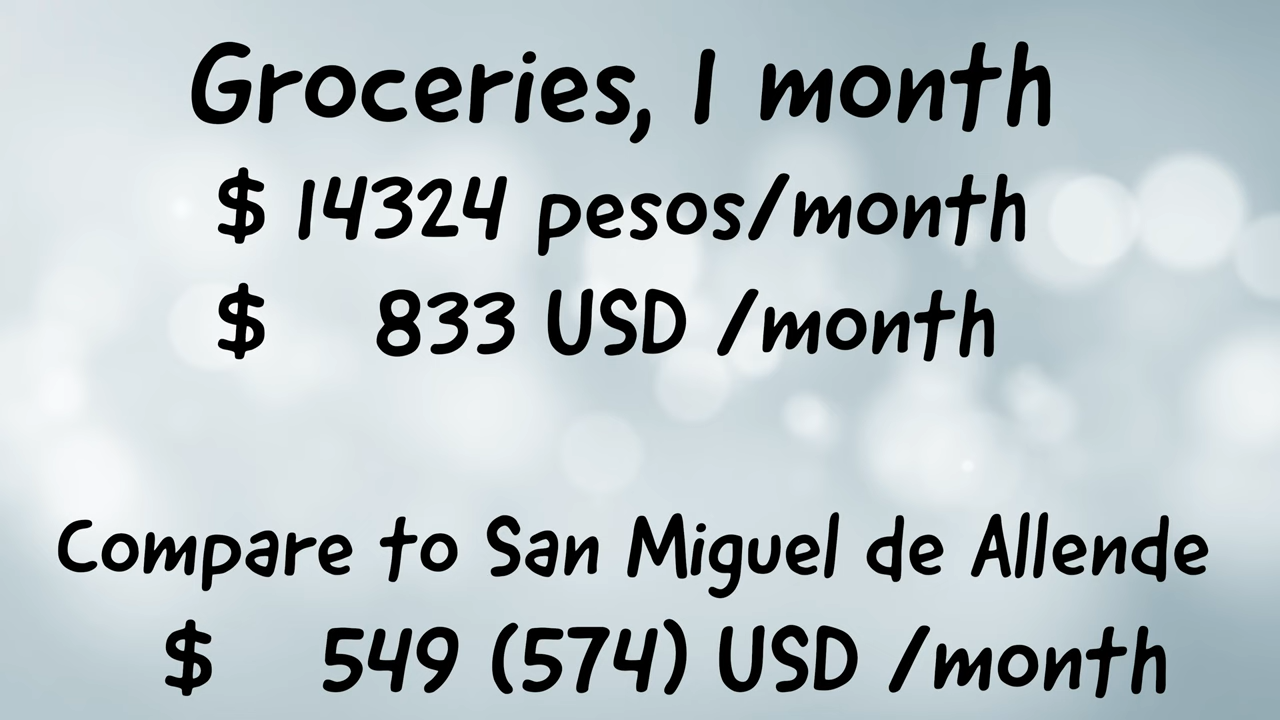 Groceries, 1 month
$ 14324 pesos/month
$ 833 USD /month
Compare to San Miguel de Allende
$ 549 (574) USD /month